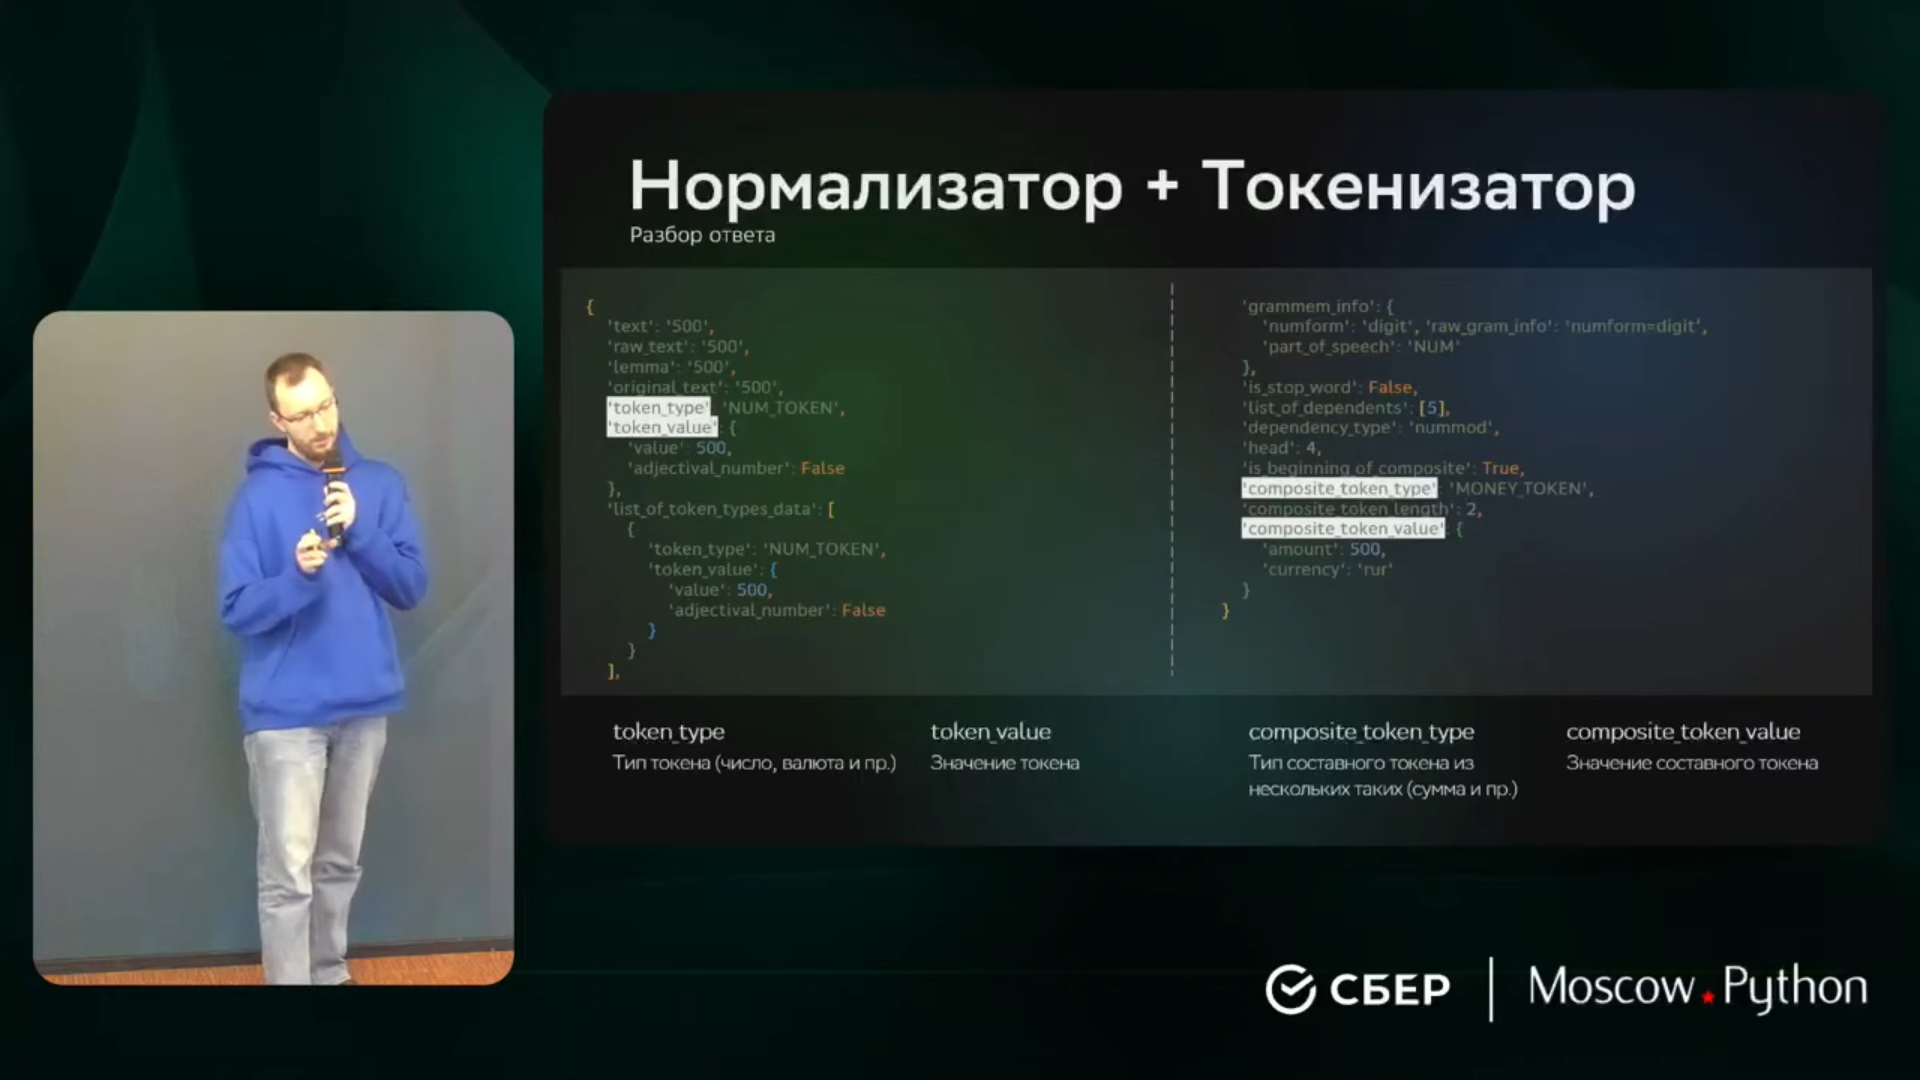 Нормализатор + Токенизатор
Разбор ответа
{
'text': '500',
'raw_text': '500',
'lemma': '500',
'original_text': '500',
'token_type' 'NUM_TOKEN',
'token_value' {
'value': 500,
'adjectival_number': False
},
'list_of_token_types_data': [
{
'token_type': 'NUM_TOKEN',
'token_value': {
'value': 500,
'adjectival_number': False
}
}
],
'grammem_info': {
'numform': 'digit', 'raw_gram_info': 'numform=digit',
'part_of_speech': 'NUM'
},
'is_stop_word': False,
'list_of_dependents': [5],
'dependency_type': 'nummod',
'head': 4,
'is_beginning_of_composite': True,
'composite_token_type' 'MONEY_TOKEN',
'composite_token_length': 2,
'composite_token_value' {
'amount': 500,
'currency': 'rur'
}
}
token_type
Тип токена (число, валюта и пр.)
token_value
Значение токена
composite_token_type
Тип составного токена из
нескольких таких (сумма и пр.)
composite_token_value
Значение составного токена
СБЕР
Moscow Python